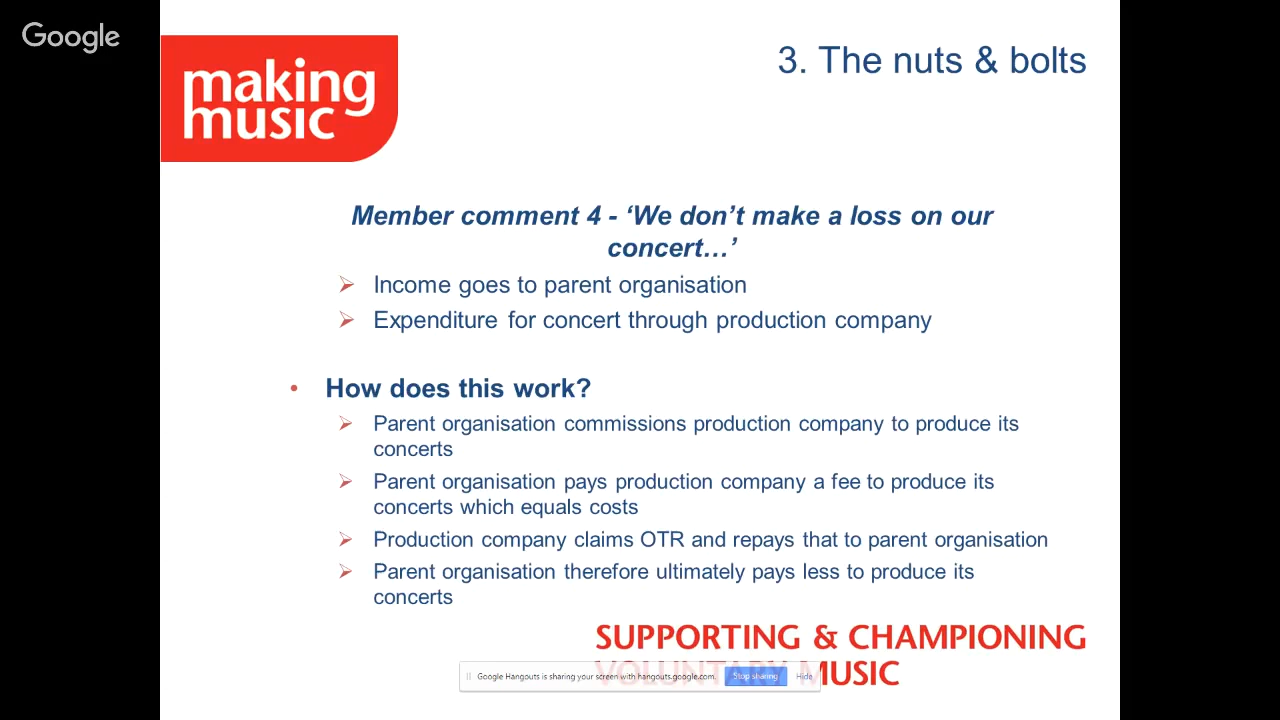 Google
making
music
3. The nuts & bolts
Member comment 4 - ‘We don’t make a loss on our
concert…’
Income goes to parent organisation
Expenditure for concert through production company
How does this work?
Parent organisation commissions production company to produce its
concerts
Parent organisation pays production company a fee to produce its
concerts which equals costs
Production company claims OTR and repays that to parent organisation
Parent organisation therefore ultimately pays less to produce its
concerts
SUPPORTING & CHAMPIONING
VOLUNTARY MUSIC
Google Hangouts is sharing your screen with hangouts.google.com. Stop sharing Hide